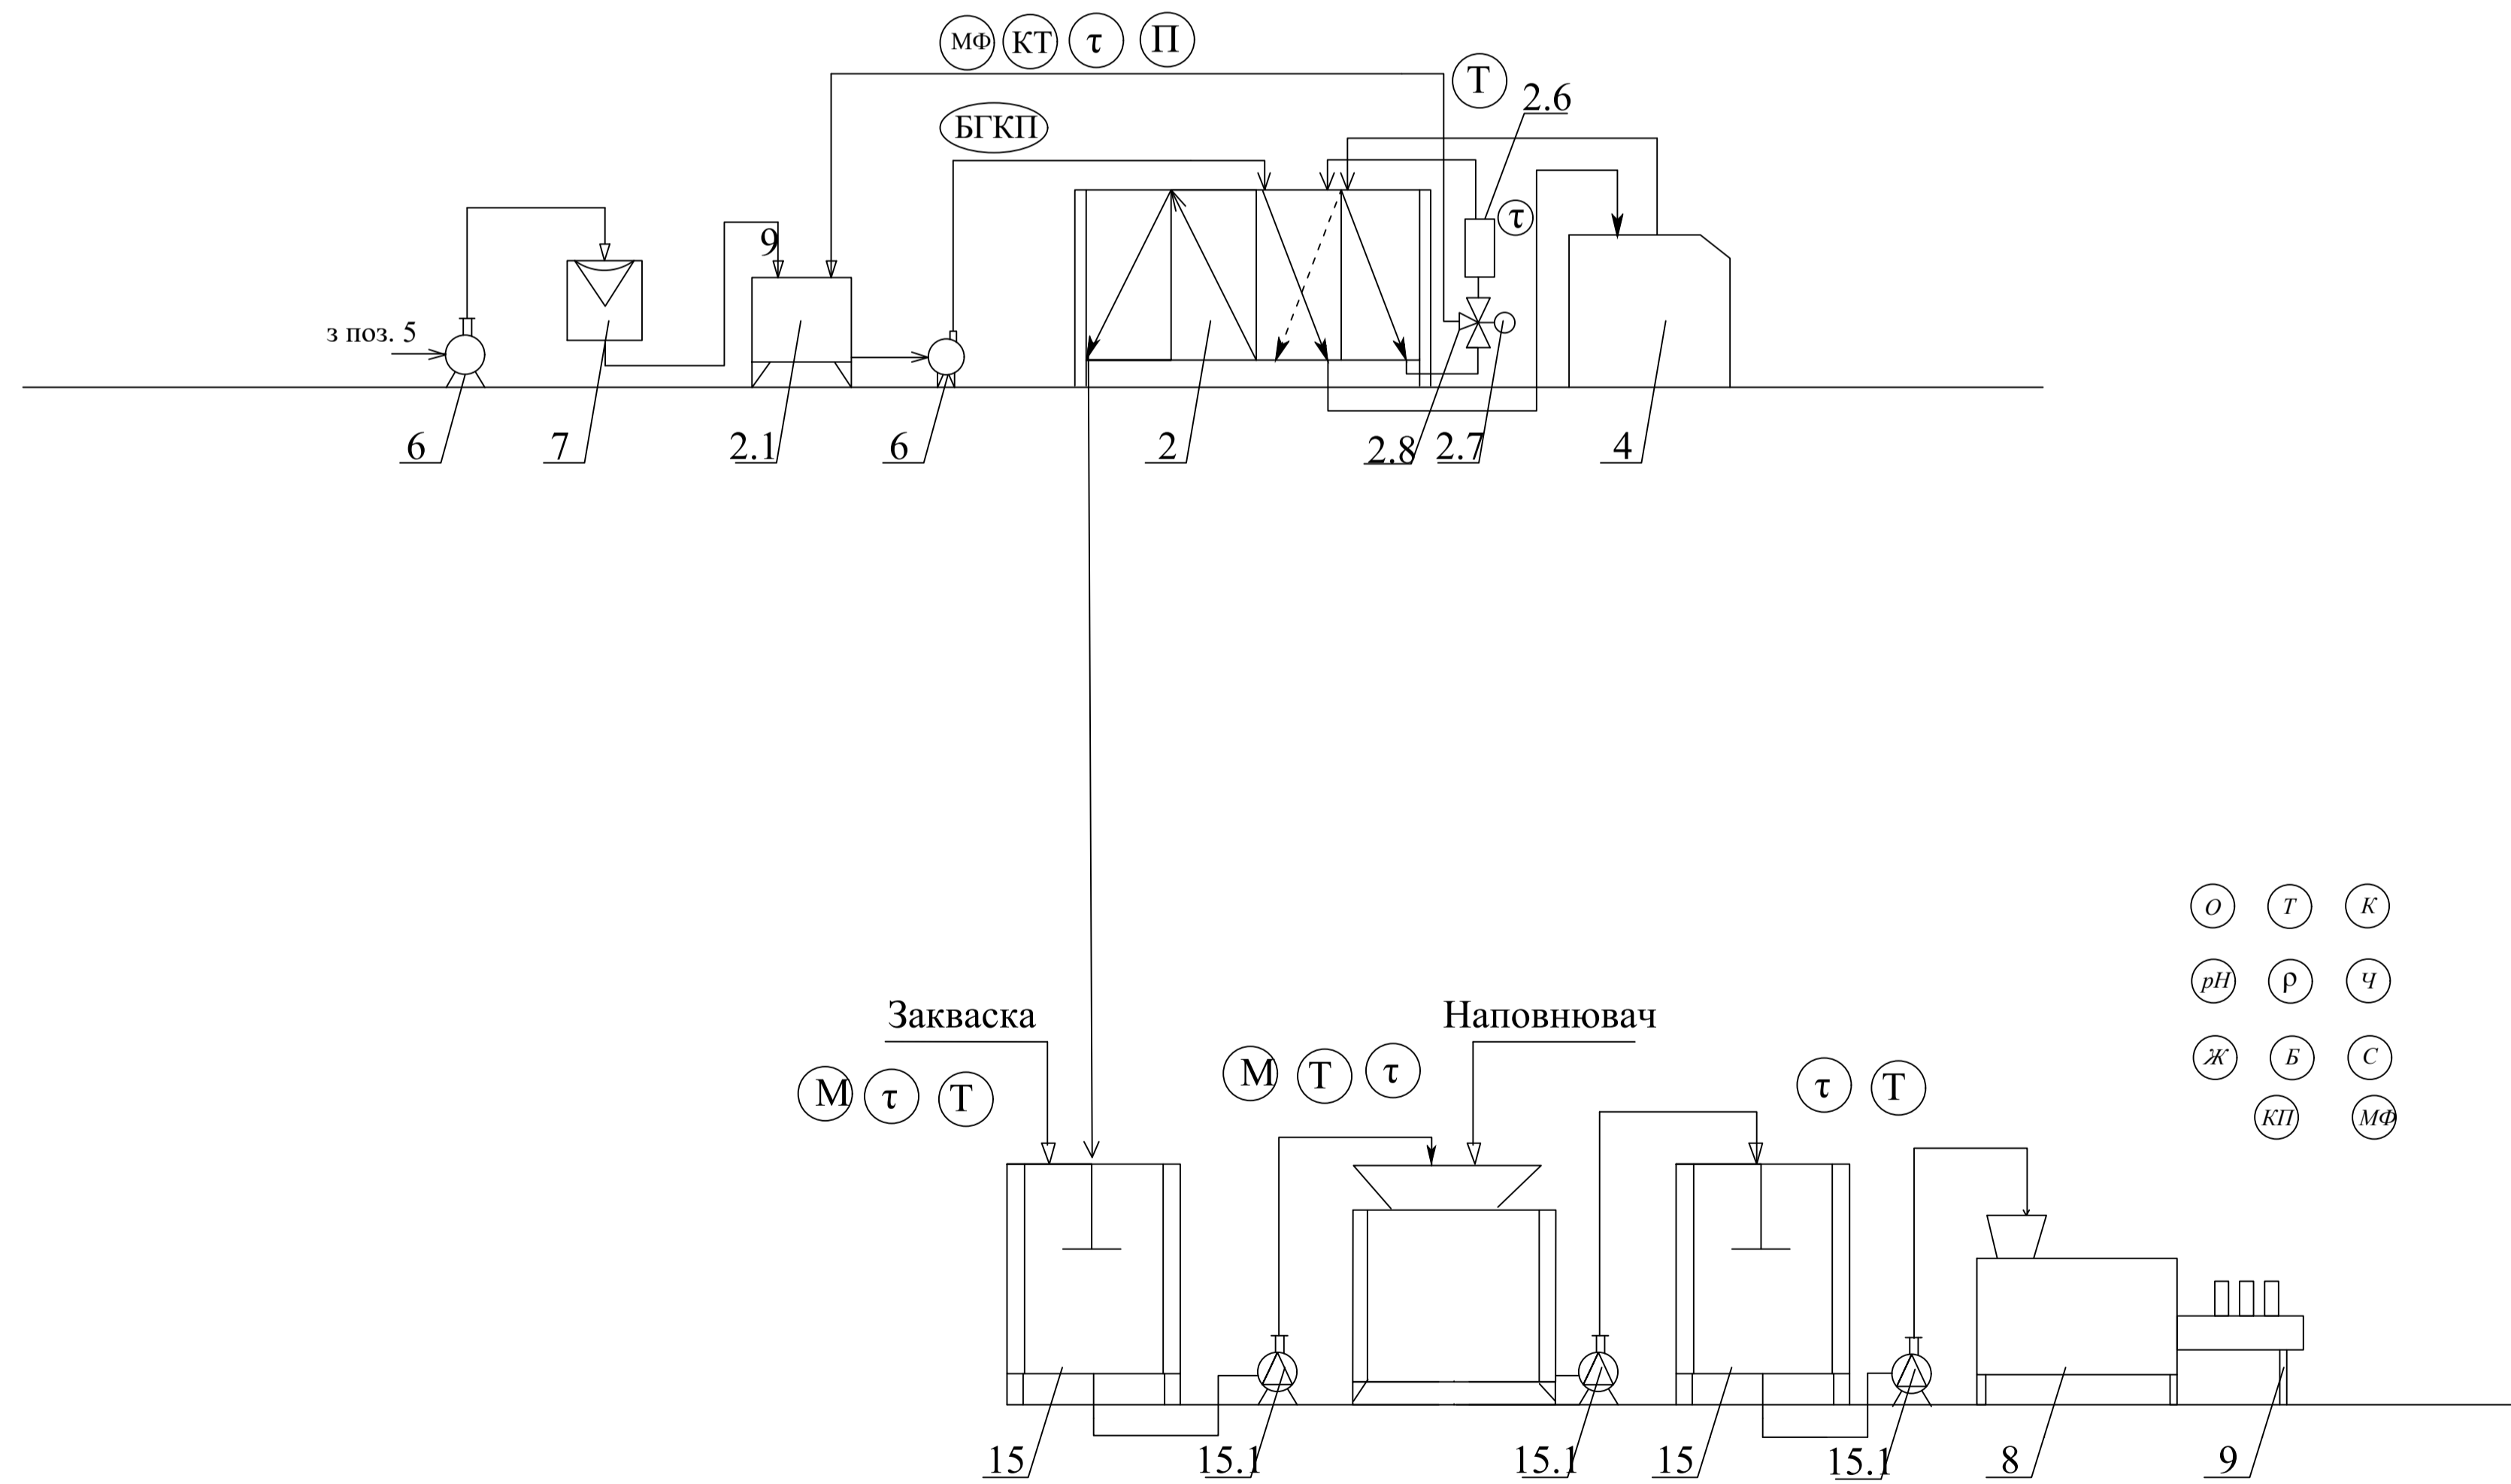 МФ КТ τ П
Т
2.6
БГКП
τ
9
з поз. 5
6 7 2.1 6 2 2.8 2.7 4
О Т К
pH ρ Ч
Закваска Наповнювач
М τ Т М Т τ τ Т
Ж Б С
КП МФ
15 15.1 15.1 15 15.1 8 9